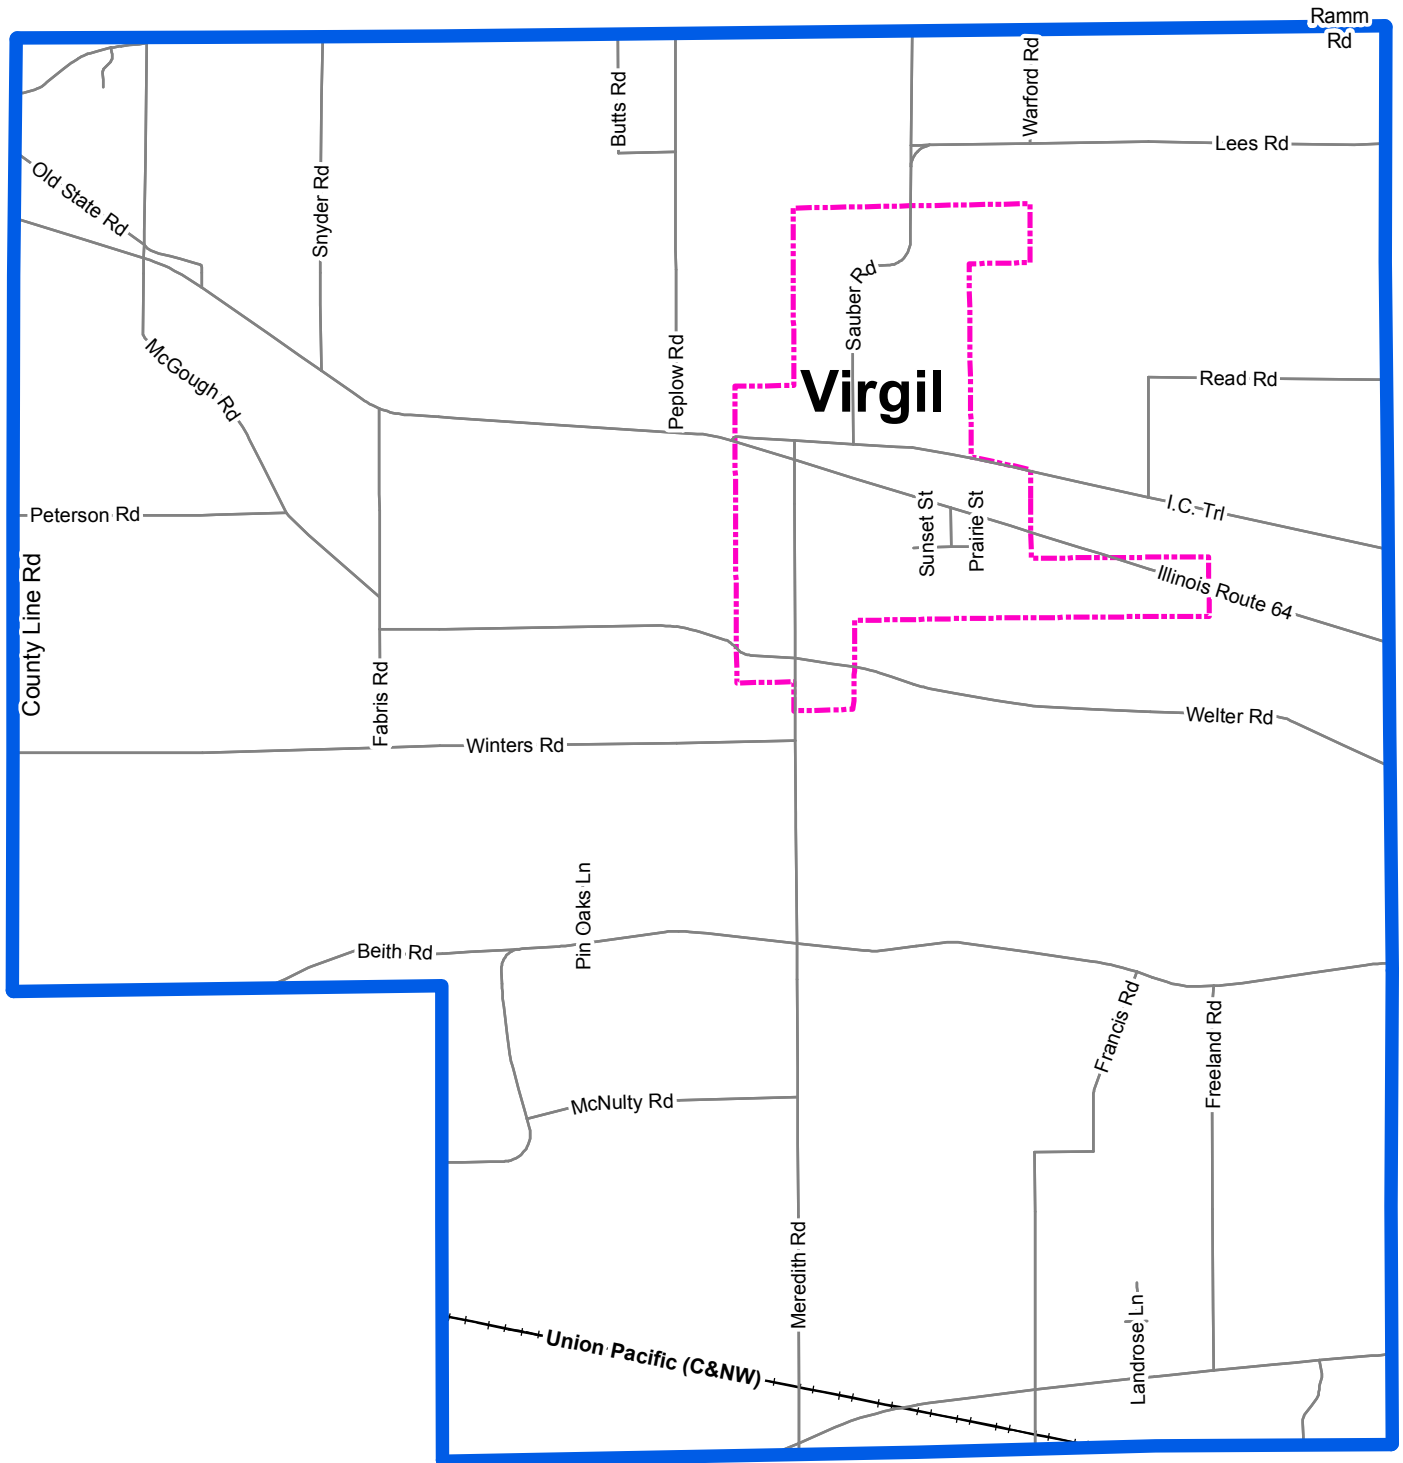 Ramm
Rd
Butts Rd
Warford Rd
Lees Rd
Old State Rd
Snyder Rd
Sauber Rd
Peplow Rd
McGough Rd
Virgil
Read Rd
Peterson Rd
Sunset St
Prairie St
I.C. Trl
County Line Rd
Illinois Route 64
Fabris Rd
Welter Rd
Winters Rd
Pin Oaks Ln
Beith Rd
Francis Rd
Freeland Rd
McNulty Rd
Meredith Rd
Landrose Ln
Union Pacific (C&NW)